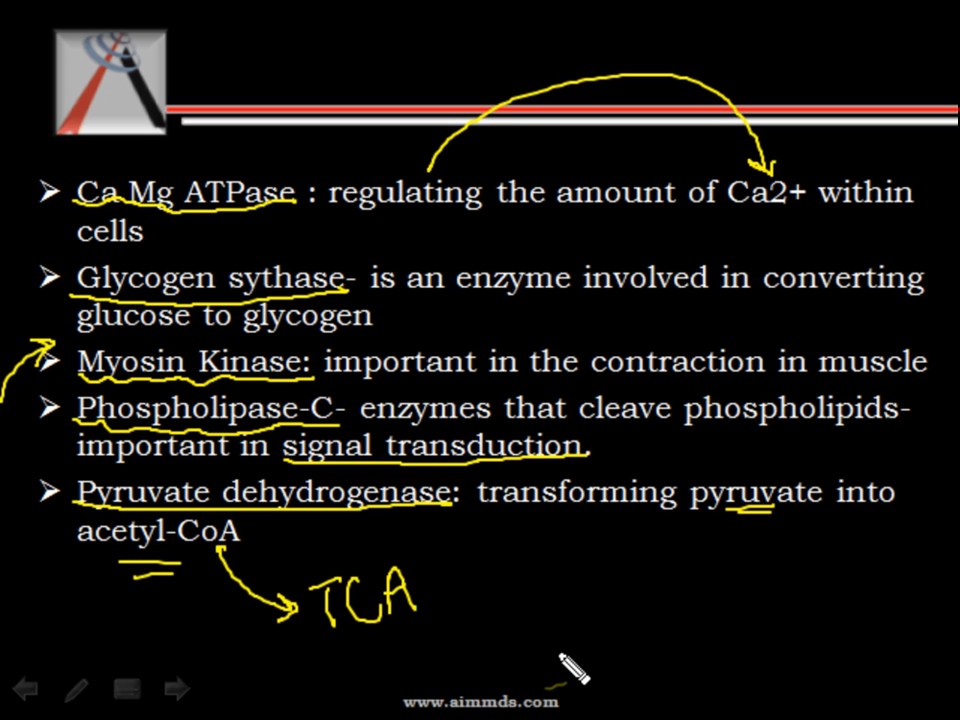 ➤ Ca Mg ATPase : regulating the amount of Ca2+ within
cells
➤ Glycogen sythase- is an enzyme involved in converting
glucose to glycogen
➤ Myosin Kinase: important in the contraction in muscle
➤ Phospholipase-C- enzymes that cleave phospholipids-
important in signal transduction.
➤ Pyruvate dehydrogenase: transforming pyruvate into
acetyl-CoA
TCA
www.aimmds.com